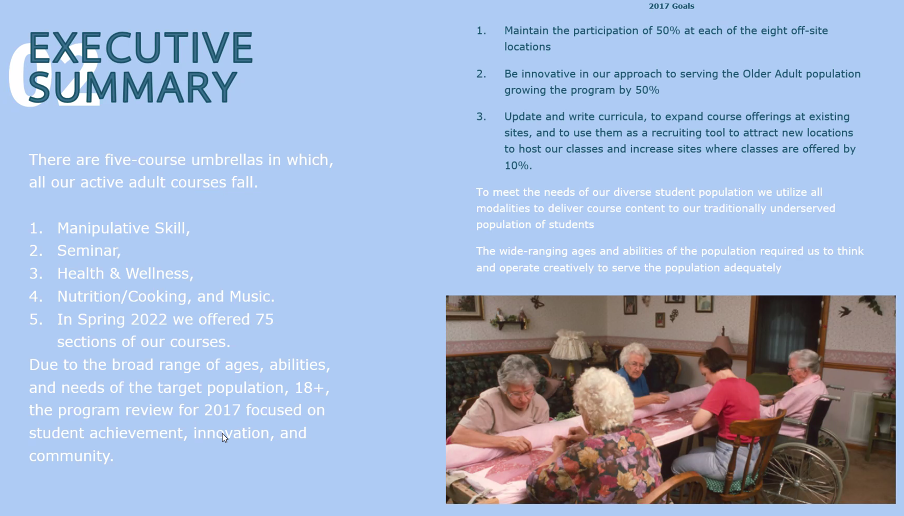 02
EXECUTIVE
SUMMARY
There are five-course umbrellas in which,
all our active adult courses fall.
1. Manipulative Skill,
2. Seminar,
3. Health & Wellness,
4. Nutrition/Cooking, and Music.
5. In Spring 2022 we offered 75
sections of our courses.
Due to the broad range of ages, abilities,
and needs of the target population, 18+,
the program review for 2017 focused on
student achievement, innovation, and
community.
2017 Goals
1. Maintain the participation of 50% at each of the eight off-site
locations
2. Be innovative in our approach to serving the Older Adult population
growing the program by 50%
3. Update and write curricula, to expand course offerings at existing
sites, and to use them as a recruiting tool to attract new locations
to host our classes and increase sites where classes are offered by
10%.
To meet the needs of our diverse student population we utilize all
modalities to deliver course content to our traditionally underserved
population of students
The wide-ranging ages and abilities of the population required us to think
and operate creatively to serve the population adequately